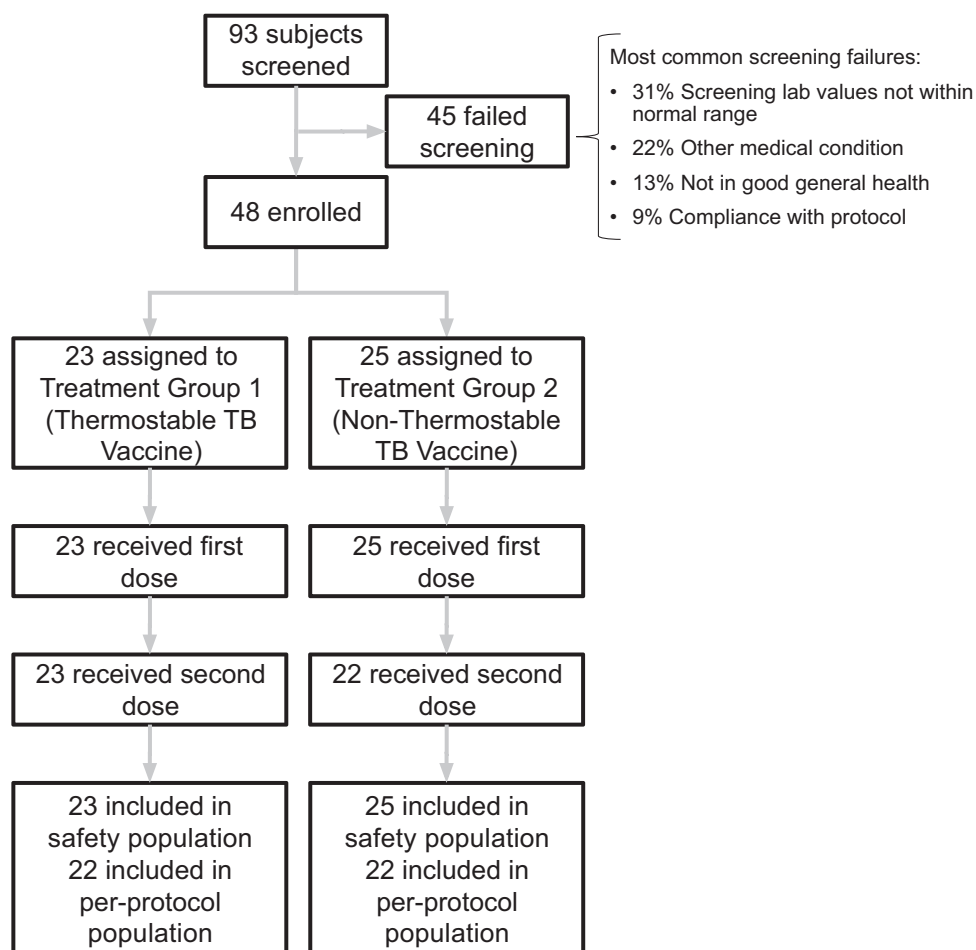 93 subjects
screened
Most common screening failures:
• 31% Screening lab values not within
normal range
• 22% Other medical condition
• 13% Not in good general health
• 9% Compliance with protocol
45 failed
screening
48 enrolled
23 assigned to
Treatment Group 1
(Thermostable TB
Vaccine)
25 assigned to
Treatment Group 2
(Non-Thermostable
TB Vaccine)
23 received first
dose
25 received first
dose
23 received second
dose
22 received second
dose
23 included in
safety population
22 included in
per-protocol
population
25 included in
safety population
22 included in
per-protocol
population